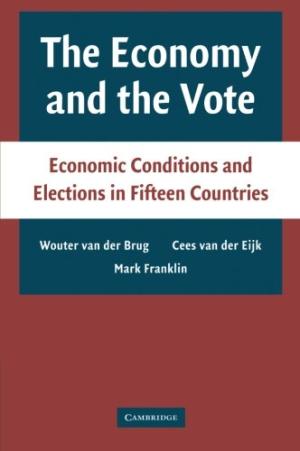 The Economy
and the Vote
Economic Conditions and
Elections in Fifteen Countries
Wouter van der Brug Cees van der Eijk
Mark Franklin
CAMBRIDGE